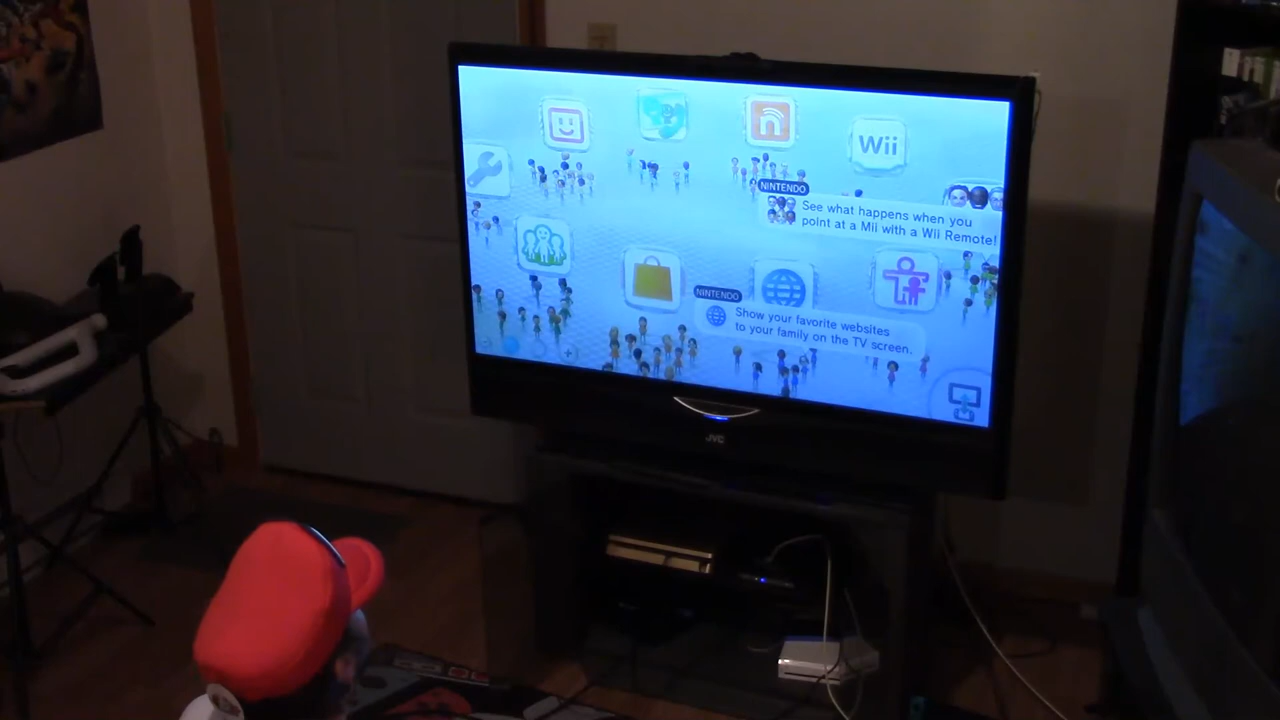 Wii
NINTENDO
See what happens when you
point at a Mii with a Wii Remote!
NINTENDO
Show your favorite websites
to your family on the TV screen.
JVC